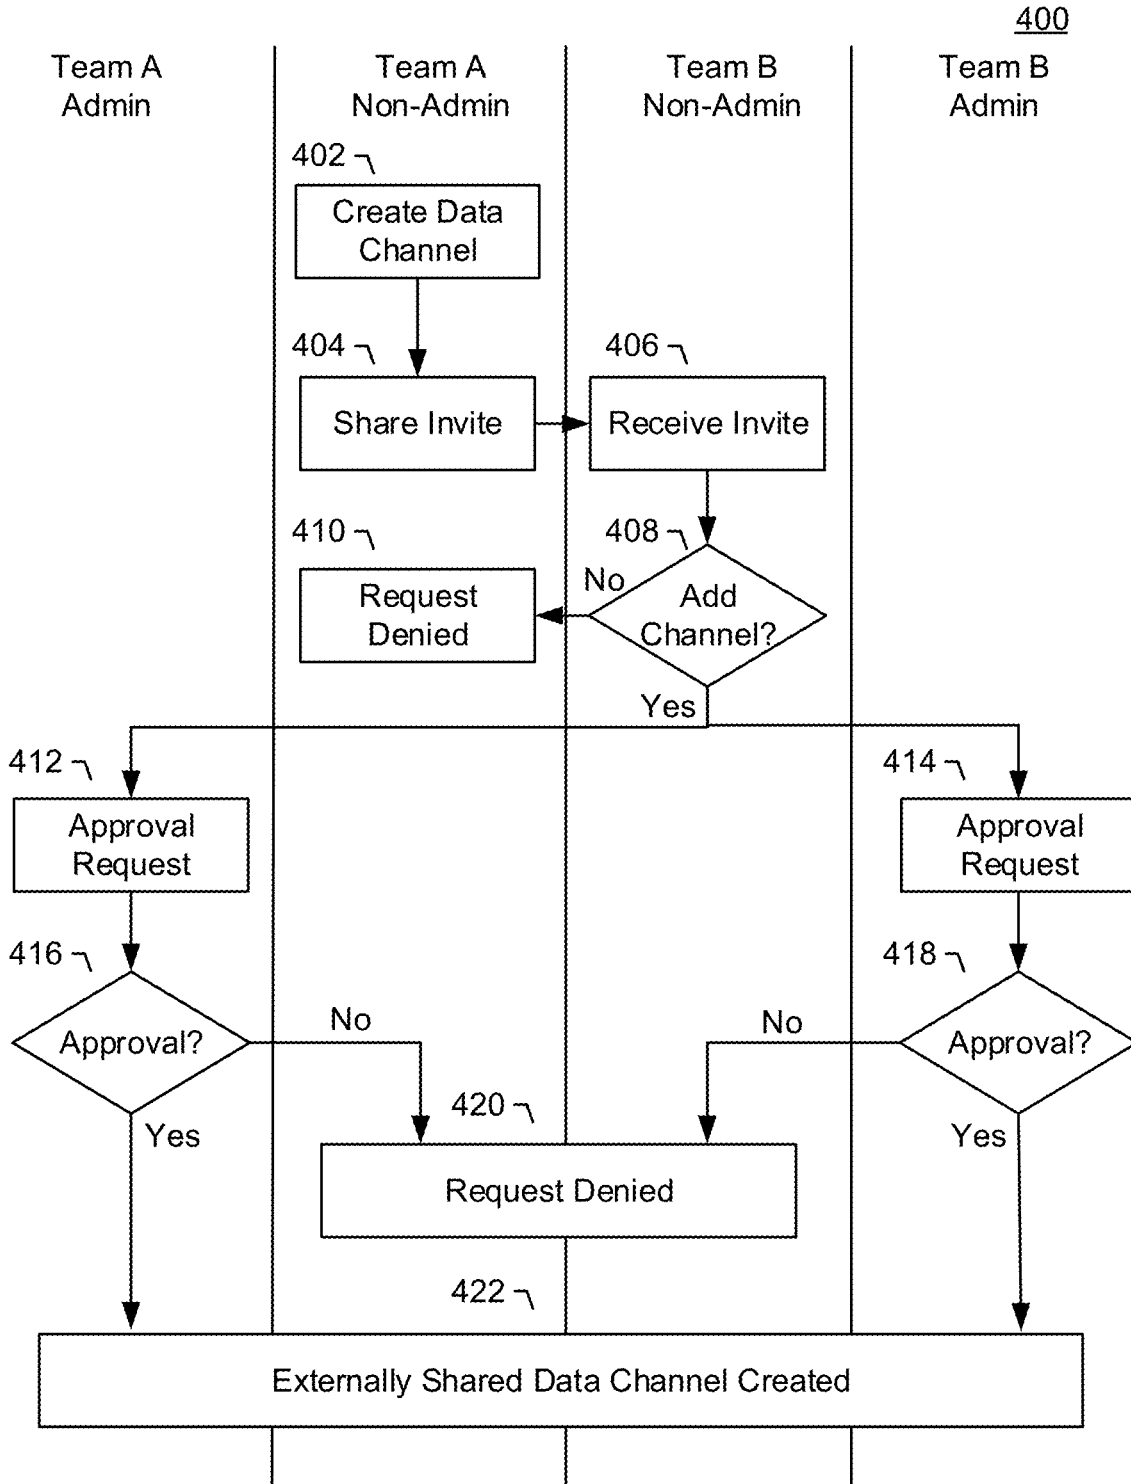 400
Team A
Admin
Team A
Non-Admin
Team B
Non-Admin
Team B
Admin
402
Create Data
Channel
404
Share Invite
406
Receive Invite
410
Request
Denied
408
No
Add
Channel?
Yes
412
Approval
Request
414
Approval
Request
416
Approval?
No
Yes
418
Approval?
No
Yes
420
Request Denied
422
Externally Shared Data Channel Created